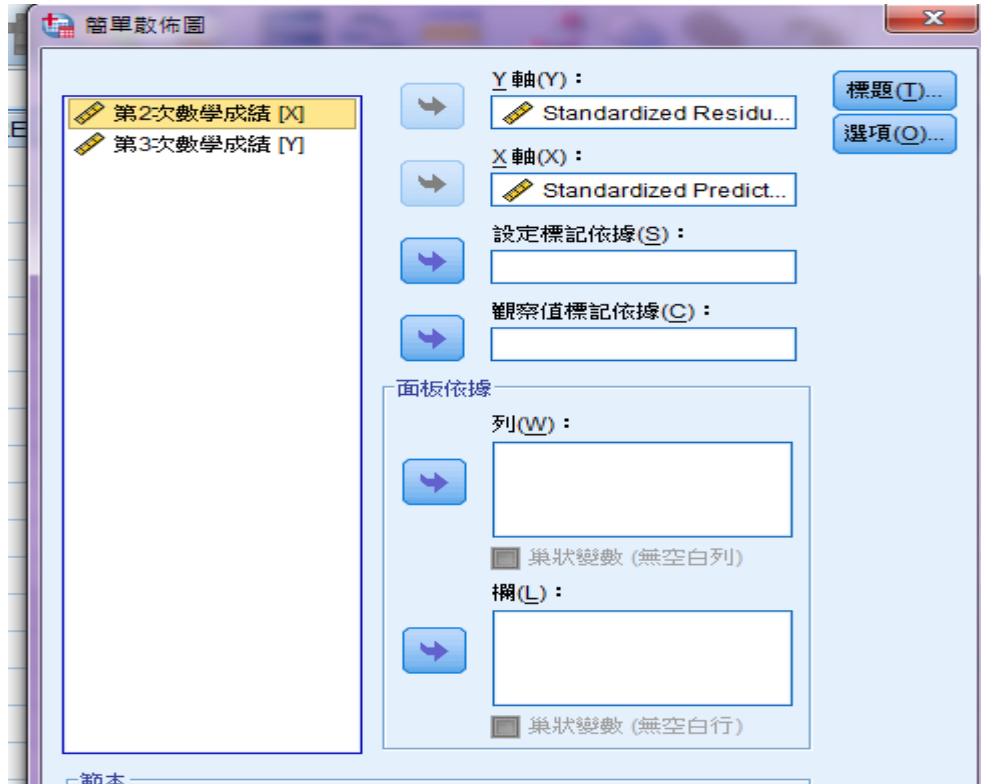 簡單散佈圖
第2次數學成績 [X]
第3次數學成績 [Y]
Y 軸(Y)：
Standardized Residu...
X 軸(X)：
Standardized Predict...
設定標記依據(S)：
觀察值標記依據(C)：
面板依據
列(W)：
巢狀變數 (無空白列)
欄(L)：
巢狀變數 (無空白行)
標題(T)...
選項(O)...
範本